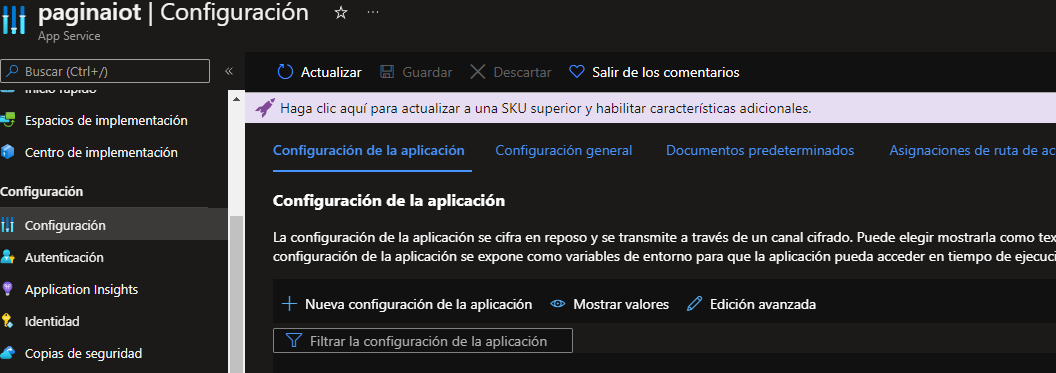 paginaiot | Configuración
App Service
Buscar (Ctrl+/)
Inicio rápido
Espacios de implementación
Centro de implementación
Configuración
Configuración
Autenticación
Application Insights
Identidad
Copias de seguridad
Actualizar Guardar Descartar Salir de los comentarios
Haga clic aquí para actualizar a una SKU superior y habilitar características adicionales.
Configuración de la aplicación Configuración general Documentos predeterminados Asignaciones de ruta de ac
Configuración de la aplicación
La configuración de la aplicación se cifra en reposo y se transmite a través de un canal cifrado. Puede elegir mostrarla como tex
configuración de la aplicación se expone como variables de entorno para que la aplicación pueda acceder en tiempo de ejecuci
Nueva configuración de la aplicación Mostrar valores Edición avanzada
Filtrar la configuración de la aplicación